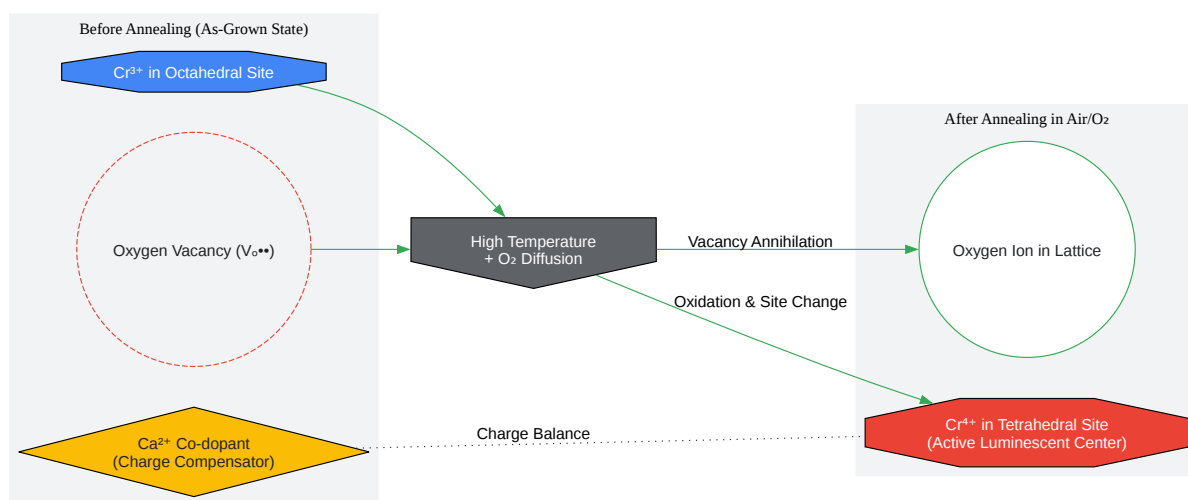 Before Annealing (As-Grown State)
Cr³⁺ in Octahedral Site
Oxygen Vacancy (Vₒ••)
Ca²⁺ Co-dopant
(Charge Compensator)
High Temperature
+ O₂ Diffusion
Vacancy Annihilation
Oxidation & Site Change
Charge Balance
After Annealing in Air/O₂
Oxygen Ion in Lattice
Cr⁴⁺ in Tetrahedral Site
(Active Luminescent Center)